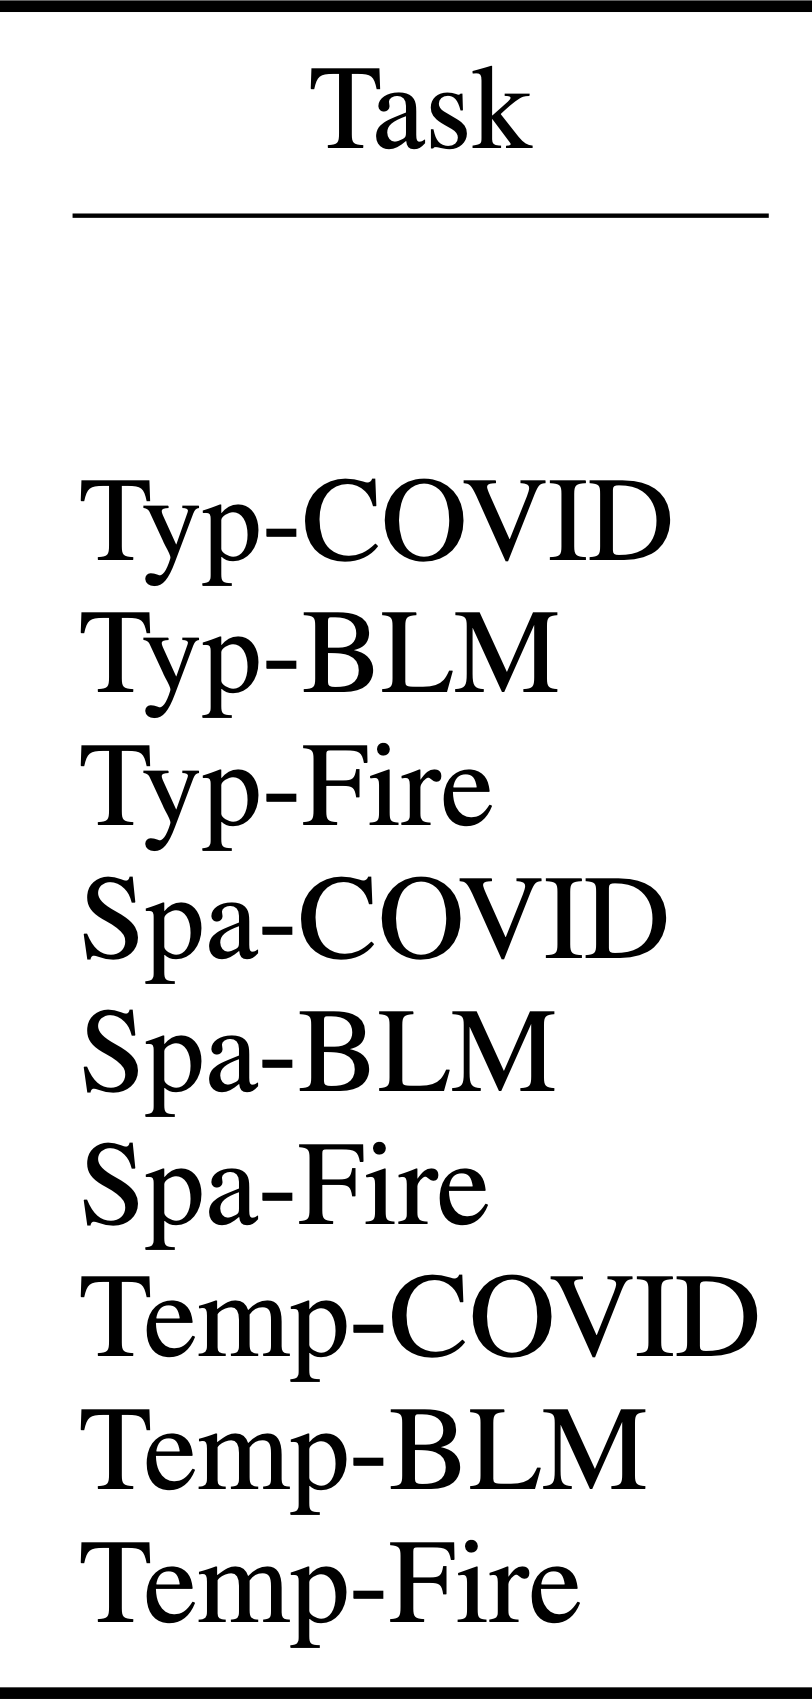 Task
Typ-COVID
Typ-BLM
Typ-Fire
Spa-COVID
Spa-BLM
Spa-Fire
Temp-COVID
Temp-BLM
Temp-Fire